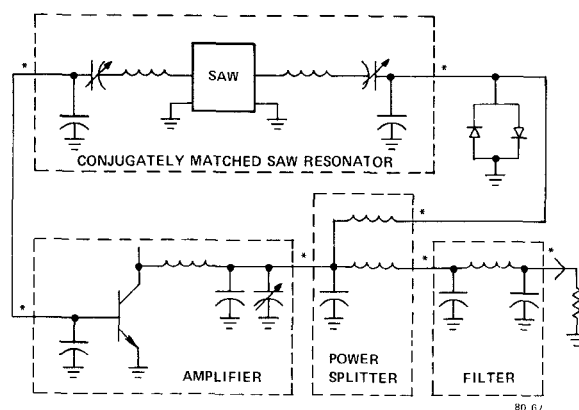 *
*
SAW
CONJUGATELY MATCHED SAW RESONATOR
*
*
*
*
*
AMPLIFIER
POWER
SPLITTER
FILTER